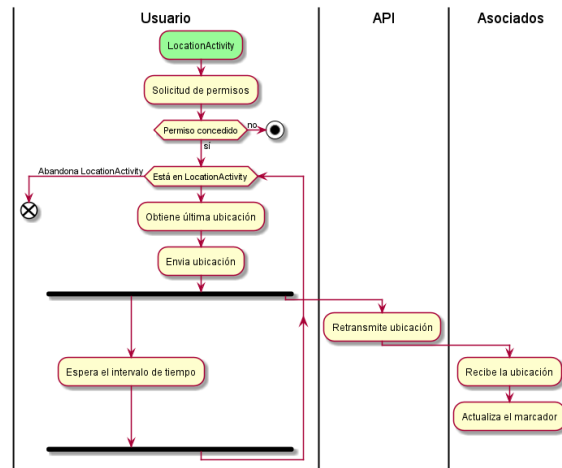 Usuario
API
Asociados
LocationActivity
Solicitud de permisos
Permiso concedido
no
sí
Abandona LocationActivity
Está en LocationActivity
Obtiene última ubicación
Envia ubicación
Retransmite ubicación
Espera el intervalo de tiempo
Recibe la ubicación
Actualiza el marcador